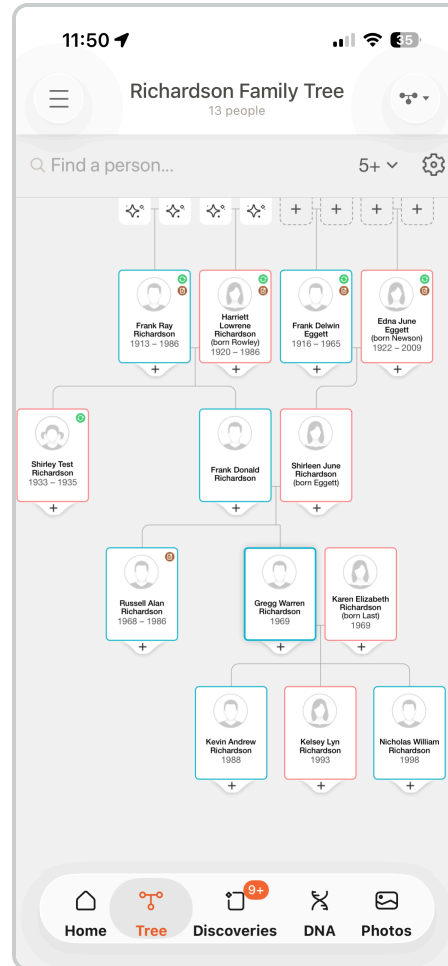 11:50
35
Richardson Family Tree
13 people
Find a person...
5+
Frank Ray
Richardson
1913 – 1986
Harriett
Lowrene
Richardson
(born Rowley)
1920 – 1986
Frank Delwin
Eggett
1916 – 1965
Edna June
Eggett
(born Newson)
1922 – 2009
Shirley Test
Richardson
1933 – 1935
Frank Donald
Richardson
Shirleen June
Richardson
(born Eggett)
Russell Alan
Richardson
1968 – 1986
Gregg Warren
Richardson
1969
Karen Elizabeth
Richardson
(born Last)
1969
Kevin Andrew
Richardson
1988
Kelsey Lyn
Richardson
1993
Nicholas William
Richardson
1998
9+
Home
Tree
Discoveries
DNA
Photos